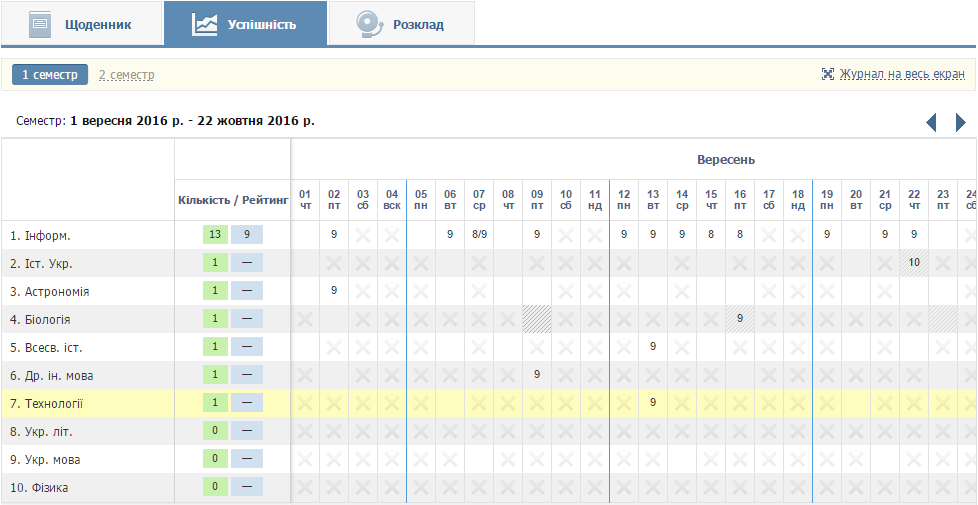 Щоденник Успішність Розклад
1 семестр 2 семестр Журнал на весь екран
Семестр: 1 вересня 2016 р. - 22 жовтня 2016 р.
Вересень
Кількість / Рейтинг 01 02 03 04 05 06 07 08 09 10 11 12 13 14 15 16 17 18 19 20 21 22 23 24
чт пт сб вск пн вт ср чт пт сб нд пн вт ср чт пт сб нд пн вт ср чт пт сб
1. Інформ. 13 9 9 9 8/9 9 9 9 9 8 8 9 9 9
2. Іст. Укр. 1 — 10
3. Астрономія 1 — 9
4. Біологія 1 — 9
5. Всесв. іст. 1 — 9
6. Др. ін. мова 1 — 9
7. Технології 1 — 9
8. Укр. літ. 0 —
9. Укр. мова 0 —
10. Фізика 0 —